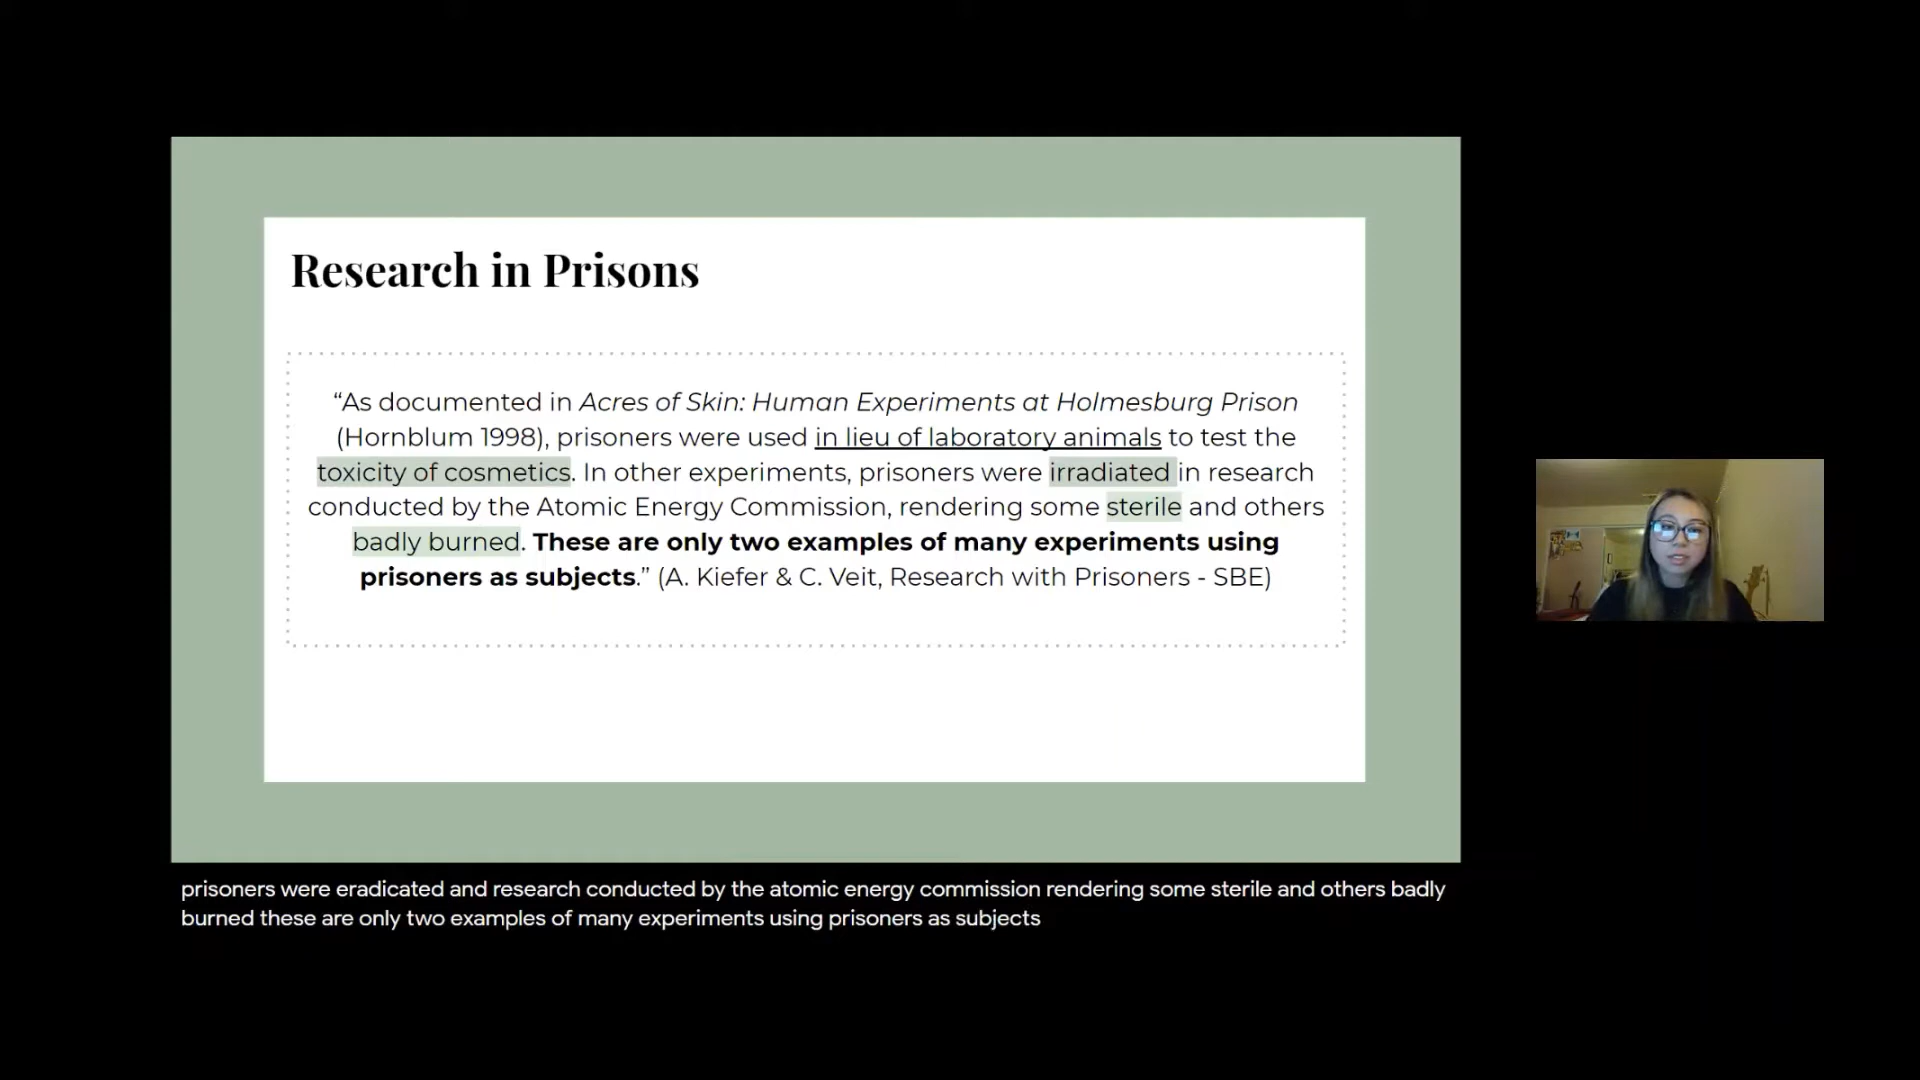 Research in Prisons
“As documented in Acres of Skin: Human Experiments at Holmesburg Prison
(Hornblum 1998), prisoners were used in lieu of laboratory animals to test the
toxicity of cosmetics. In other experiments, prisoners were irradiated in research
conducted by the Atomic Energy Commission, rendering some sterile and others
badly burned. These are only two examples of many experiments using
prisoners as subjects.” (A. Kiefer & C. Veit, Research with Prisoners - SBE)
prisoners were eradicated and research conducted by the atomic energy commission rendering some sterile and others badly
burned these are only two examples of many experiments using prisoners as subjects